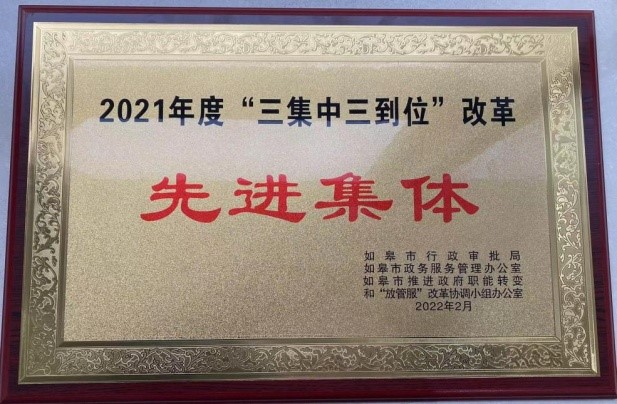 2021年度“三集中三到位”改革
先进集体
如皋市行政审批局
如皋市政务服务管理办公室
如皋市推进政府职能转变
和“放管服”改革协调小组办公室
2022年2月